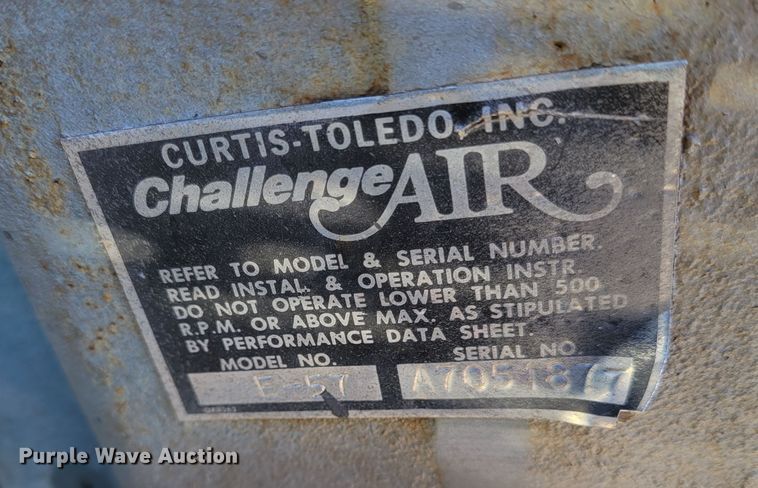 CURTIS-TOLEDO, INC.
ChallengeAIR
REFER TO MODEL & SERIAL NUMBER.
READ INSTAL. & OPERATION INSTR.
DO NOT OPERATE LOWER THAN 500
R.P.M. OR ABOVE MAX. AS STIPULATED
BY PERFORMANCE DATA SHEET.
MODEL NO. SERIAL NO.
E-57
Purple Wave Auction